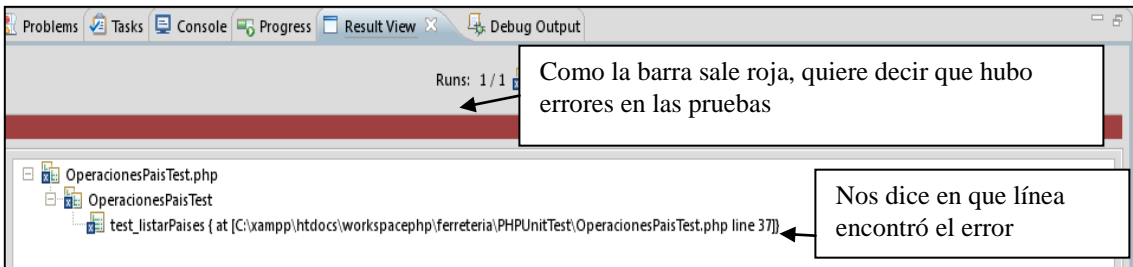 Problems Tasks Console Progress Result View Debug Output
Runs: 1 / 1
Como la barra sale roja, quiere decir que hubo
errores en las pruebas
OperacionesPaisTest.php
OperacionesPaisTest
test_listarPaises { at [C:\xampp\htdocs\workspacephp\ferreteria\PHPUnitTest\OperacionesPaisTest.php line 37]}
Nos dice en que línea
encontró el error